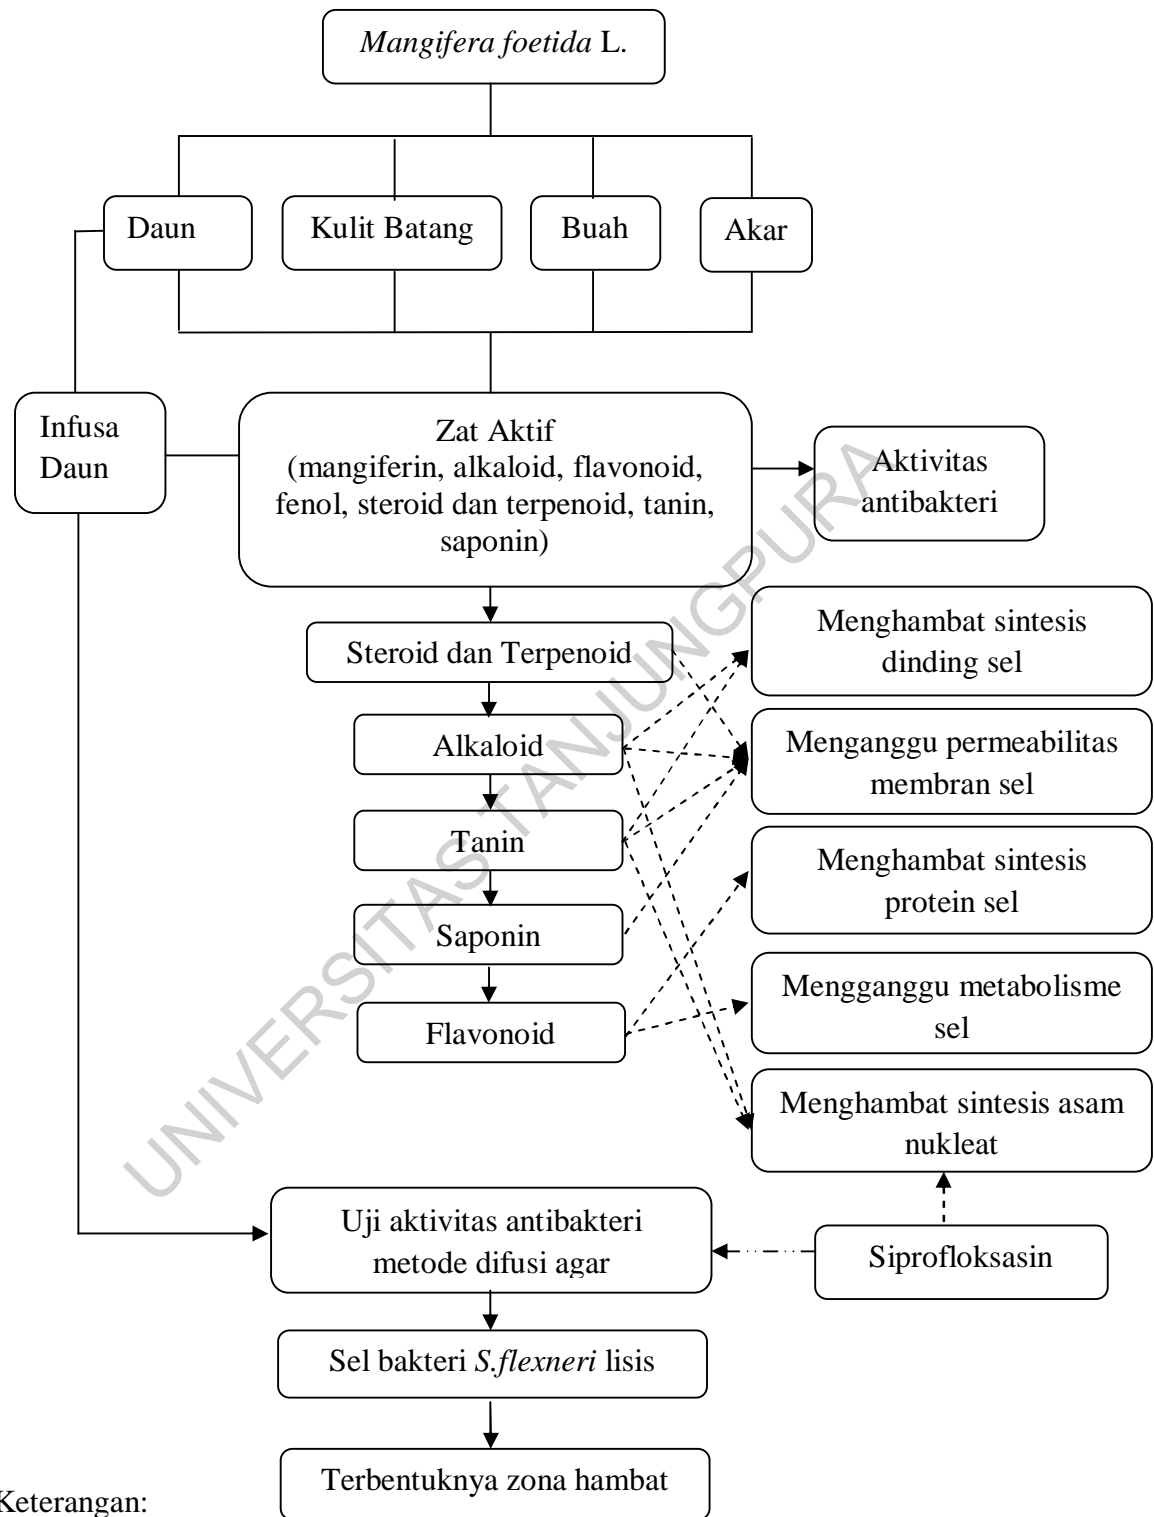 Mangifera foetida L.
Daun
Kulit Batang
Buah
Akar
Infusa
Daun
Zat Aktif
(mangiferin, alkaloid, flavonoid,
fenol, steroid dan terpenoid, tanin,
saponin)
Aktivitas
antibakteri
Steroid dan Terpenoid
Alkaloid
Tanin
Saponin
Flavonoid
Menghambat sintesis
dinding sel
Menganggu permeabilitas
membran sel
Menghambat sintesis
protein sel
Mengganggu metabolisme
sel
Menghambat sintesis asam
nukleat
Uji aktivitas antibakteri
metode difusi agar
Siprofloksasin
Sel bakteri S.flexneri lisis
Terbentuknya zona hambat
Keterangan:
UNIVERSITAS TANJUNGPURA